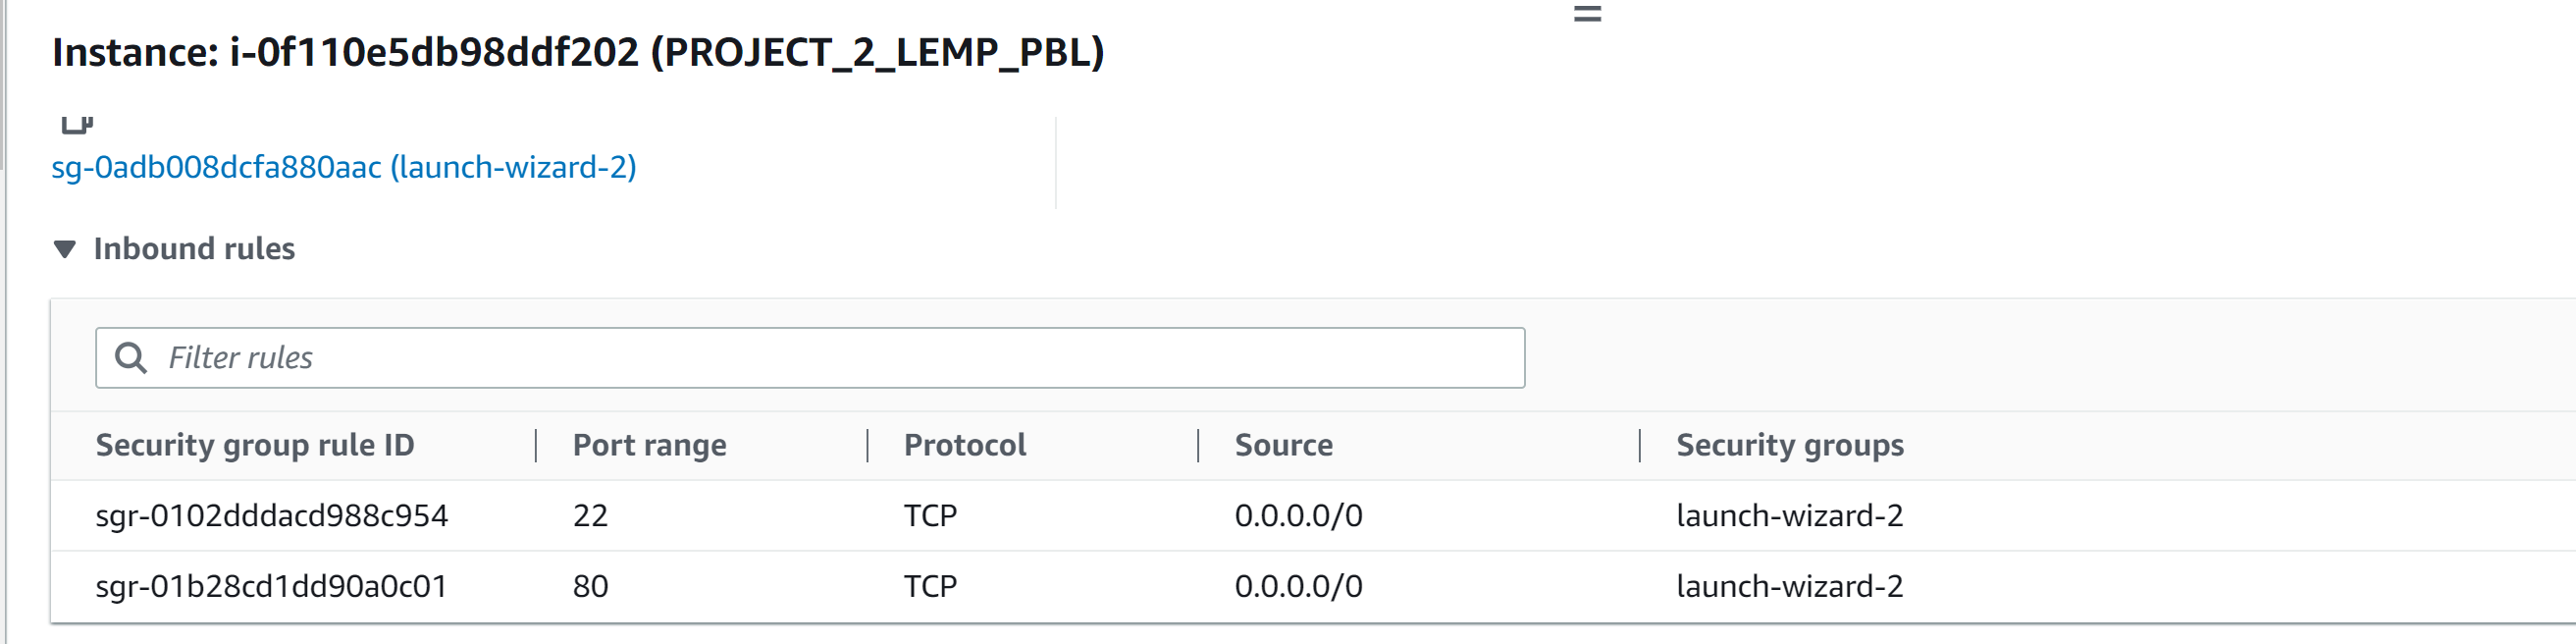 Instance: i-0f110e5db98ddf202 (PROJECT_2_LEMP_PBL)
sg-0adb008dcfa880aac (launch-wizard-2)
Inbound rules
Filter rules
Security group rule ID Port range Protocol Source Security groups
sgr-0102dddacd988c954 22 TCP 0.0.0.0/0 launch-wizard-2
sgr-01b28cd1dd90a0c01 80 TCP 0.0.0.0/0 launch-wizard-2